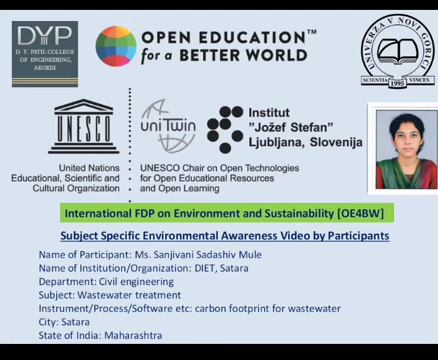 DYP
D. Y. PATIL COLLEGE
OF ENGINEERING,
AKURDI
OPEN EDUCATION™
for a BETTER WORLD
UNIVERZA V NOVI GORICI
SCIENTIA VINCES
1995
UNESCO
United Nations
Educational, Scientific and
Cultural Organization
uniTwin
Institut
"Jožef Stefan"
Ljubljana, Slovenija
UNESCO Chair on Open Technologies
for Open Educational Resources
and Open Learning
International FDP on Environment and Sustainability [OE4BW]
Subject Specific Environmental Awareness Video by Participants
Name of Participant: Ms. Sanjivani Sadashiv Mule
Name of Institution/Organization: DIET, Satara
Department: Civil engineering
Subject: Wastewater treatment
Instrument/Process/Software etc: carbon footprint for wastewater
City: Satara
State of India: Maharashtra